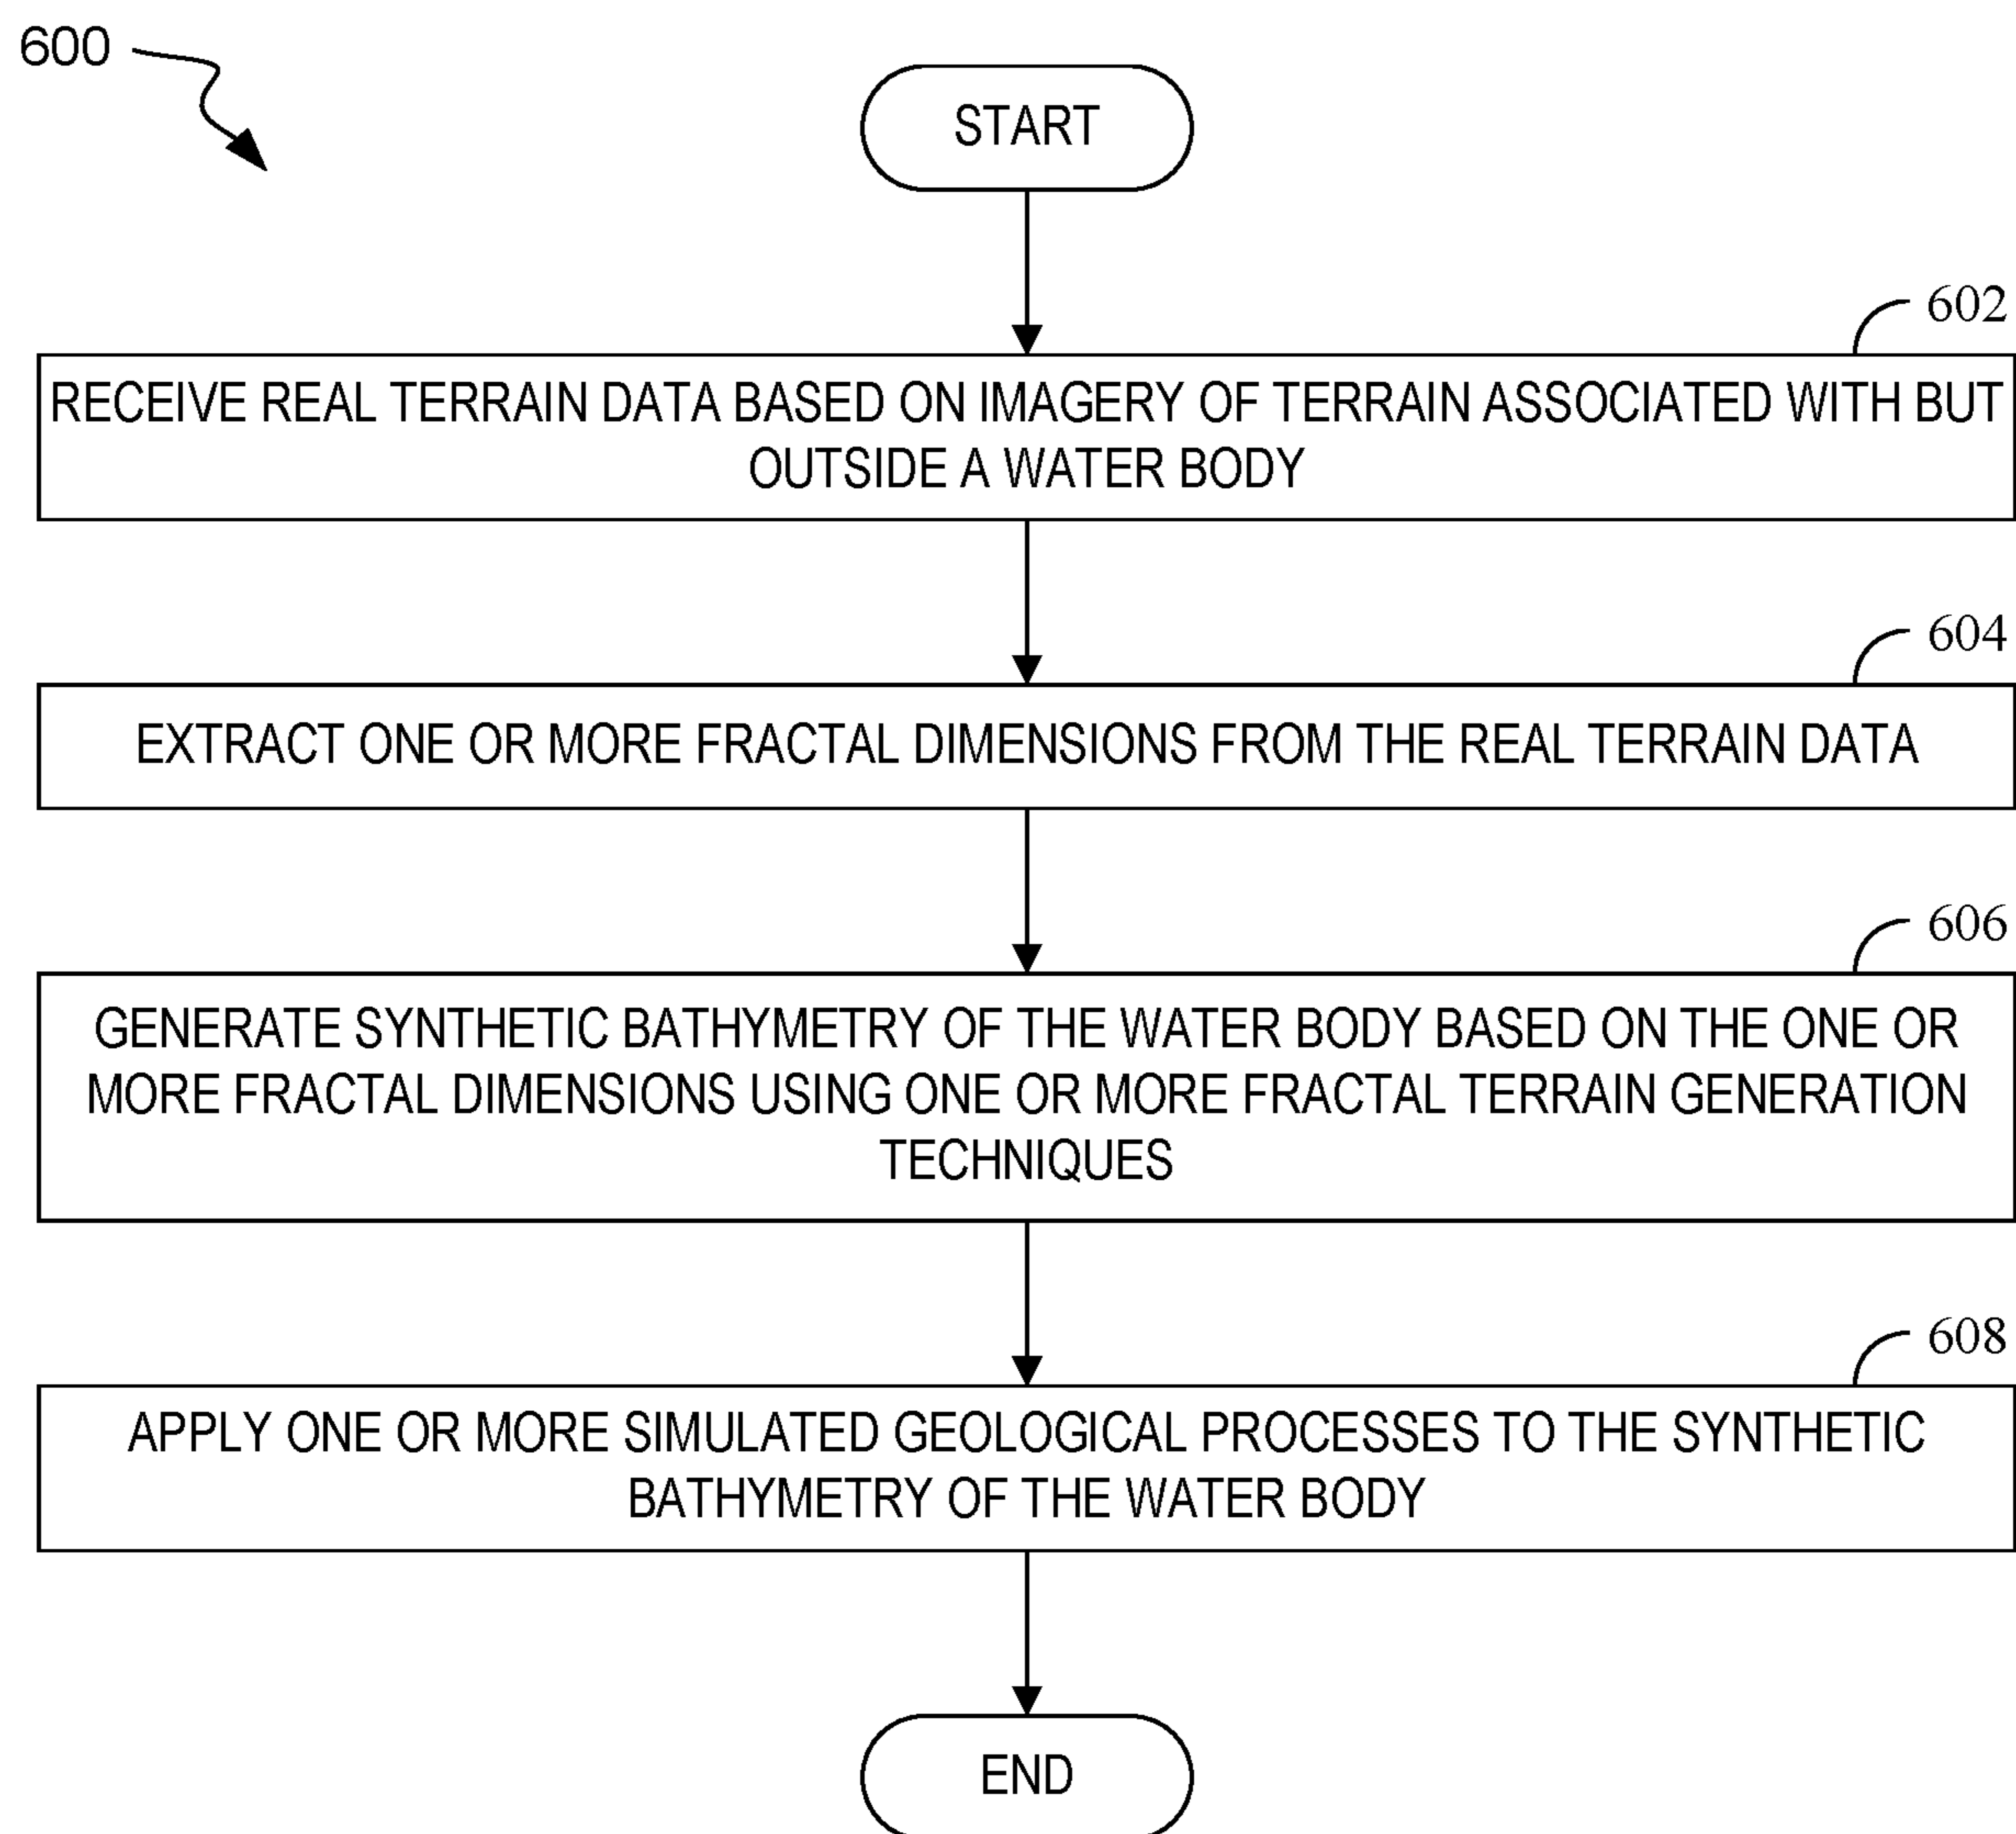 600
START
602
RECEIVE REAL TERRAIN DATA BASED ON IMAGERY OF TERRAIN ASSOCIATED WITH BUT
OUTSIDE A WATER BODY
604
EXTRACT ONE OR MORE FRACTAL DIMENSIONS FROM THE REAL TERRAIN DATA
606
GENERATE SYNTHETIC BATHYMETRY OF THE WATER BODY BASED ON THE ONE OR
MORE FRACTAL DIMENSIONS USING ONE OR MORE FRACTAL TERRAIN GENERATION
TECHNIQUES
608
APPLY ONE OR MORE SIMULATED GEOLOGICAL PROCESSES TO THE SYNTHETIC
BATHYMETRY OF THE WATER BODY
END